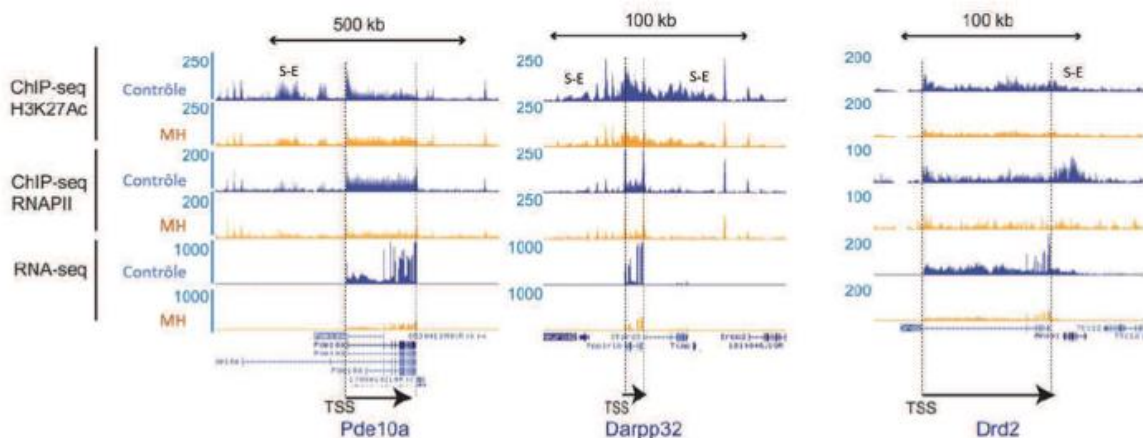 500 kb
100 kb
100 kb
ChIP-seq
H3K27Ac
Contrôle
250
S-E
250
S-E
S-E
200
S-E
MH
250
250
200
ChIP-seq
RNAPII
Contrôle
200
250
100
MH
200
250
100
RNA-seq
Contrôle
1000
1000
200
MH
1000
1000
200
TSS
TSS
TSS
Pde10a
Darpp32
Drd2